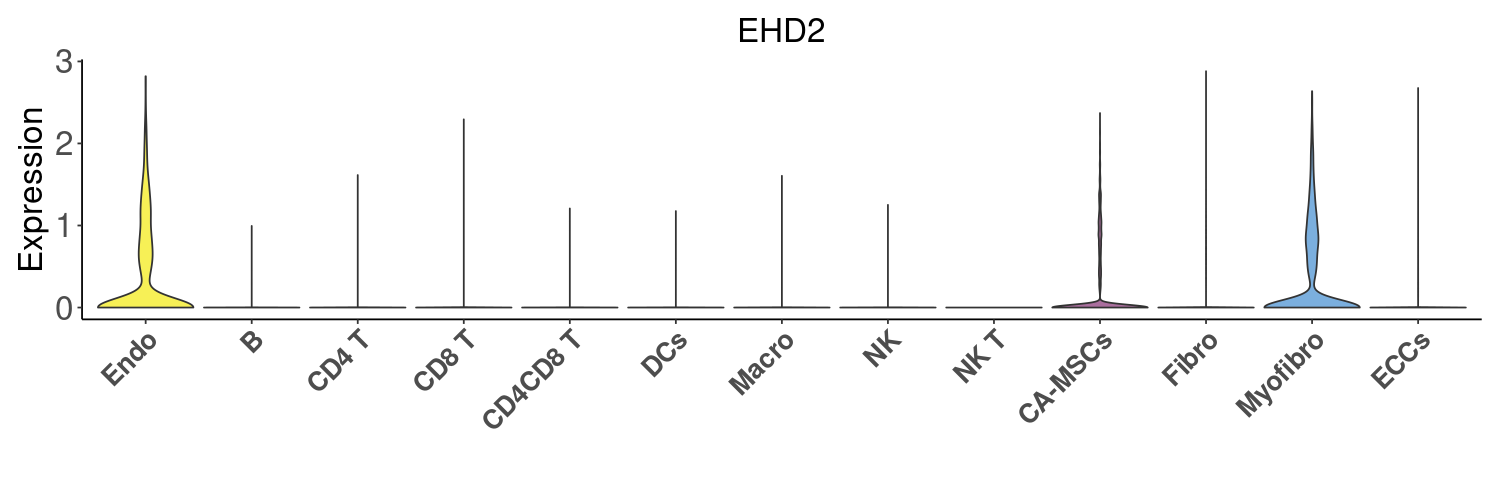 EHD2
Expression
3
2
1
0
Endo
B
CD4 T
CD8 T
CD4CD8 T
DCs
Macro
NK
NK T
CA-MSCs
Fibro
Myofibro
ECCs